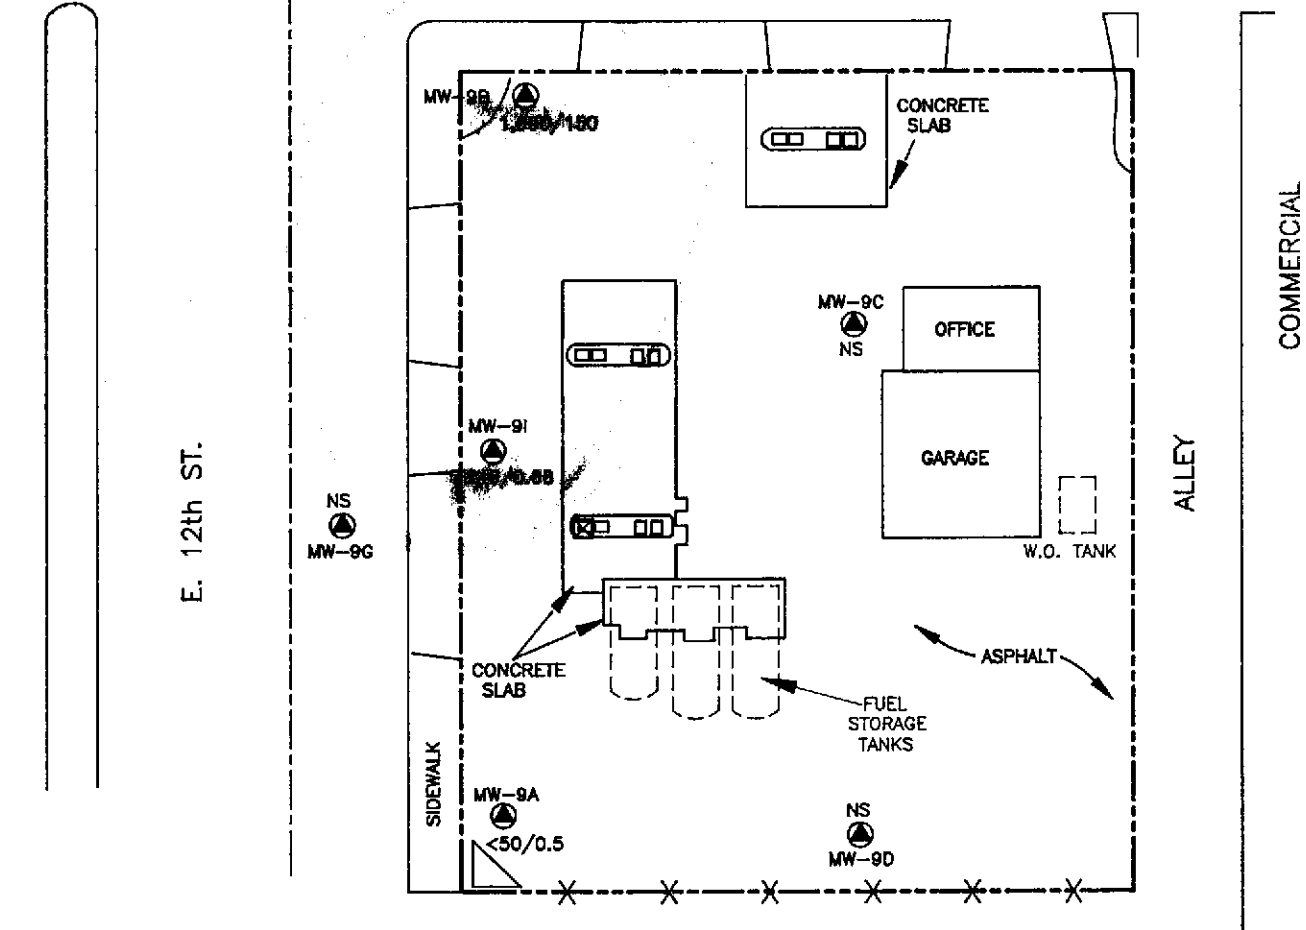 MW-9B
CONCRETE
SLAB
COMMERCIAL
MW-9C
NS
OFFICE
MW-9I
GARAGE
ALLEY
E. 12th ST.
NS
MW-9G
W.O. TANK
CONCRETE
SLAB
ASPHALT
FUEL
STORAGE
TANKS
SIDEWALK
MW-9A
<50/0.5
NS
MW-9D